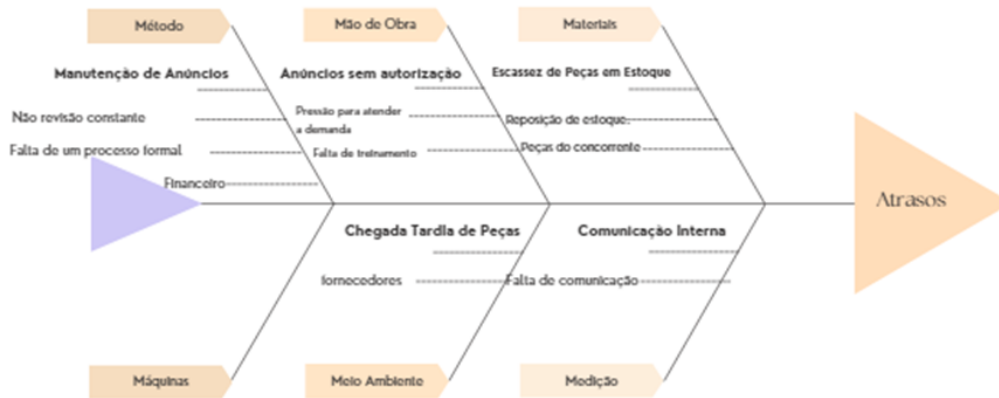 Método
Mão de Obra
Materiais
Manutenção de Anúncios
Anúncios sem autorização
Escassez de Peças em Estoque
Não revisão constante
Pressão para atender
a demanda
Reposição de estoque.
Falta de um processo formal
Falta de treinamento
Peças do concorrente
Financeiro
Atrasos
Chegada Tardia de Peças
Comunicação Interna
fornecedores
Falta de comunicação
Máquinas
Meio Ambiente
Medição